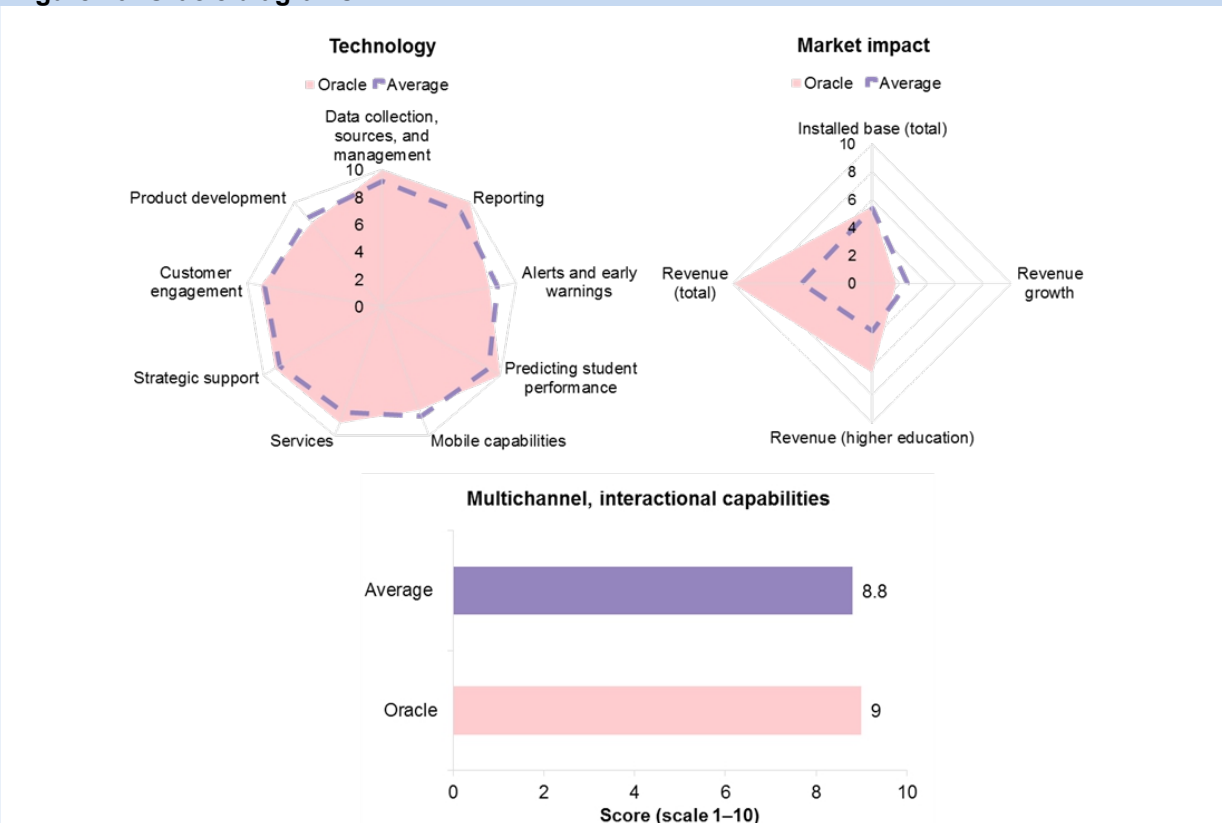 Technology
Oracle Average
Data collection,
sources, and
management
Reporting
Alerts and early
warnings
Predicting student
performance
Mobile capabilities
Services
Strategic support
Customer
engagement
Product development
10
8
6
4
2
0
Market impact
Oracle Average
Installed base (total)
Revenue
growth
Revenue (higher education)
Revenue
(total)
10
8
6
4
2
0
Multichannel, interactional capabilities
Average 8.8
Oracle 9
0 2 4 6 8 10
Score (scale 1–10)